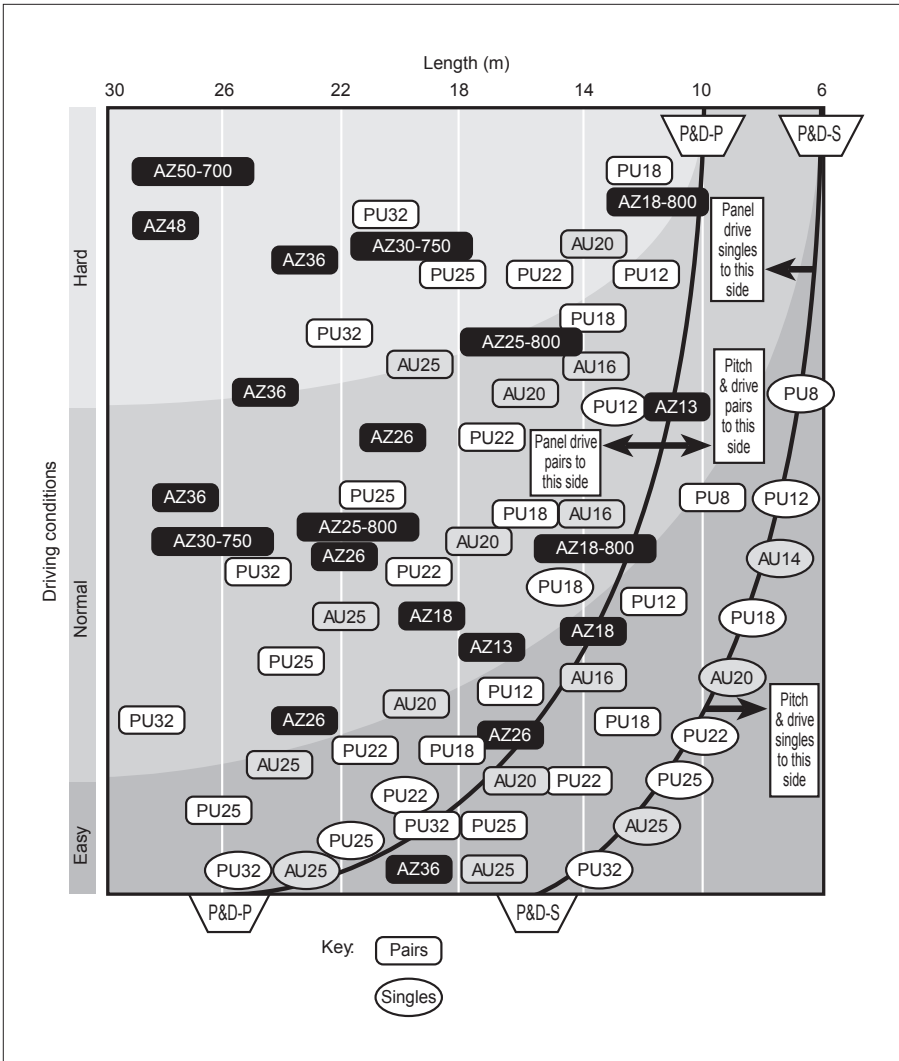 Length (m)
30 26 22 18 14 10 6
P&D-P P&D-S
AZ50-700 PU18
AZ18-800
PU32
AZ48
AZ30-750 AU20
AZ36
PU25 PU22 PU12
Panel
drive
singles
to this
side
PU18
PU32
AZ25-800
AU25 AU16
AZ36 AU20
PU12 AZ13 PU8
Pitch
& drive
pairs
to this
side
AZ26 PU22
Panel drive
pairs to
this side
AZ36 PU25 PU8 PU12
PU18 AU16
AZ25-800
AZ30-750 AU20 AZ18-800
AZ26 AU14
PU32 PU22
PU18
PU12
AU25 AZ18 PU18
AZ18
AZ13
PU25
AU16 AU20
PU12
AU20
PU32 AZ26 PU18
AZ26 PU22
PU22 PU18
Pitch
& drive
singles
to this
side
AU25
AU20 PU22 PU25
PU22
PU25
PU32 PU25 AU25
PU25
PU32 AU25 AZ36 AU25 PU32
P&D-P P&D-S
Driving conditions
Hard
Normal
Easy
Key: Pairs
Singles